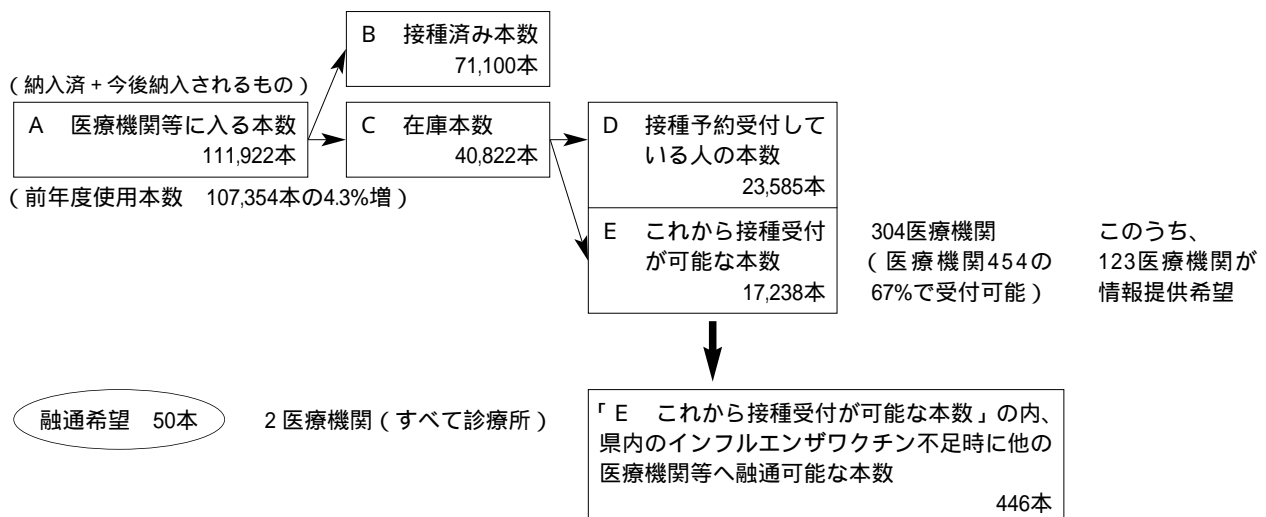 B　接種済み本数
71,100本
（納入済＋今後納入されるもの）
A　医療機関等に入る本数
111,922本
（前年度使用本数　107,354本の4.3%増）
C　在庫本数
40,822本
D　接種予約受付して
いる人の本数
23,585本
E　これから接種受付
が可能な本数
17,238本
304医療機関
（医療機関454の
67%で受付可能）
このうち、
123医療機関が
情報提供希望
融通希望　50本
2医療機関（すべて診療所）
「E　これから接種受付が可能な本数」の内、
県内のインフルエンザワクチン不足時に他の
医療機関等へ融通可能な本数
446本